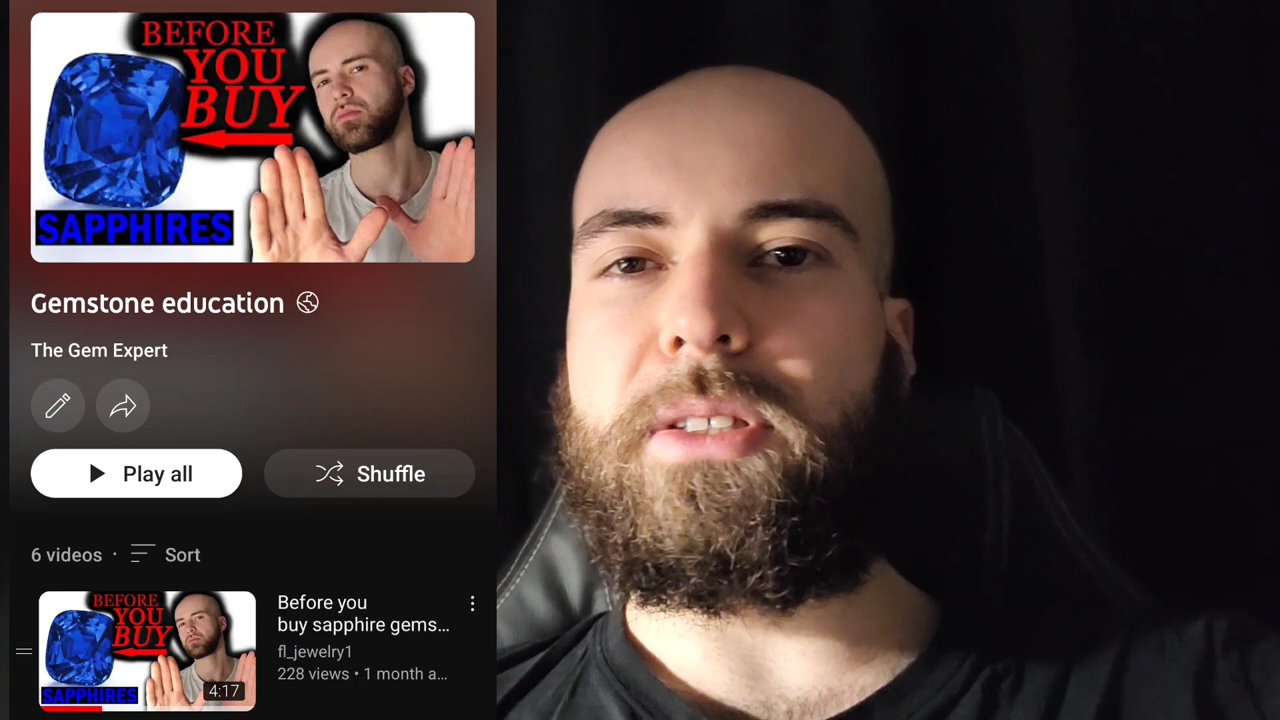 BEFORE
YOU
BUY
SAPPHIRES
Gemstone education
The Gem Expert
Play all
Shuffle
6 videos · Sort
BEFORE
YOU
BUY
SAPPHIRES
4:17
Before you
buy sapphire gems...
fl_jewelry1
228 views • 1 month a...